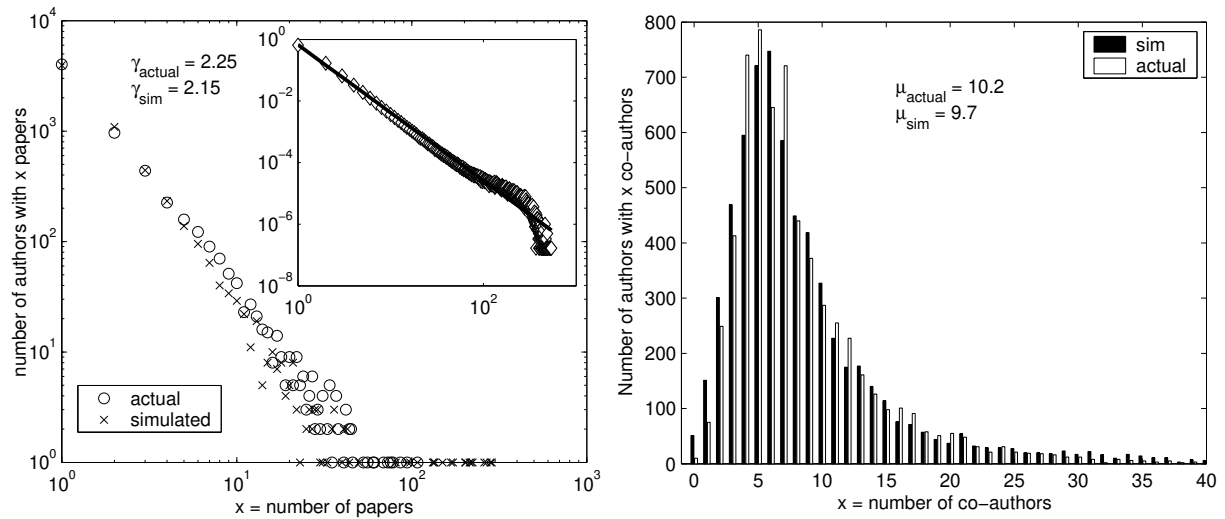 10^4
10^3
10^2
10^1
10^0
number of authors with x papers
γ_actual = 2.25
γ_sim = 2.15
10^0
10^-2
10^-4
10^-6
10^-8
10^0
10^2
actual
simulated
10^0
10^1
10^2
10^3
x = number of papers
800
700
600
500
400
300
200
100
0
Number of authors with x co-authors
sim
actual
μ_actual = 10.2
μ_sim = 9.7
0
5
10
15
20
25
30
35
40
x = number of co-authors